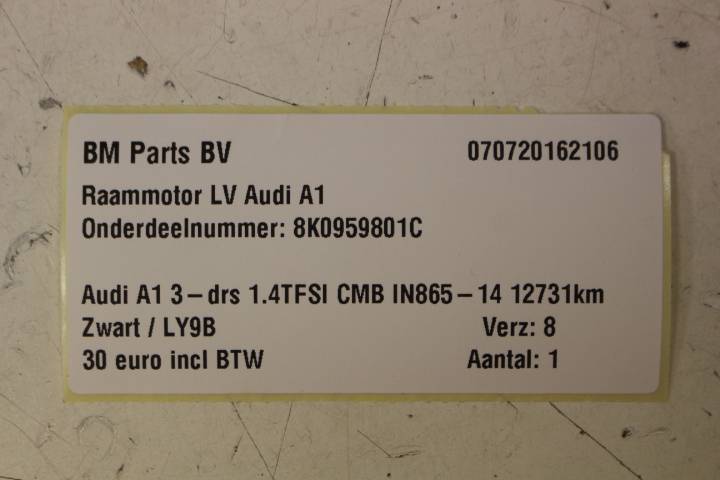 BM Parts BV 070720162106
Raammotor LV Audi A1
Onderdeelnummer: 8K0959801C
Audi A1 3-drs 1.4TFSI CMB IN865-14 12731km
Zwart / LY9B Verz: 8
30 euro incl BTW Aantal: 1